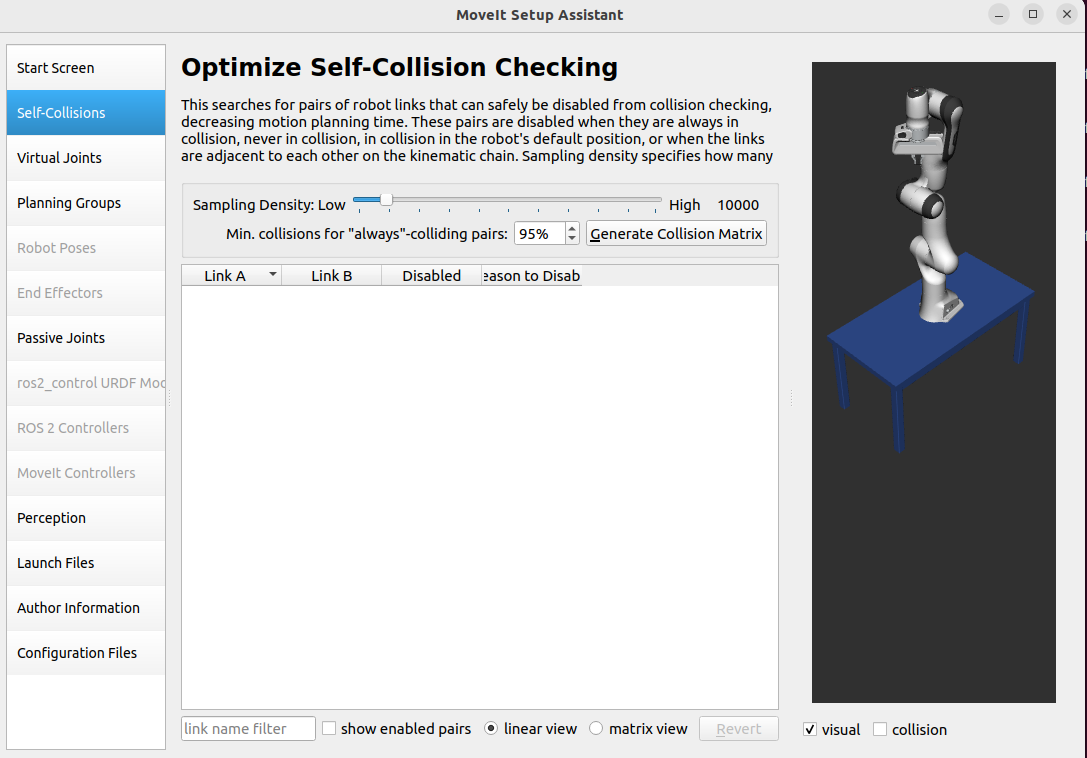 MoveIt Setup Assistant
Start Screen
Self-Collisions
Virtual Joints
Planning Groups
Robot Poses
End Effectors
Passive Joints
ros2_control URDF Moc
ROS 2 Controllers
MoveIt Controllers
Perception
Launch Files
Author Information
Configuration Files
Optimize Self-Collision Checking
This searches for pairs of robot links that can safely be disabled from collision checking,
decreasing motion planning time. These pairs are disabled when they are always in
collision, never in collision, in collision in the robot's default position, or when the links
are adjacent to each other on the kinematic chain. Sampling density specifies how many
Sampling Density: Low High 10000
Min. collisions for "always"-colliding pairs: 95% Generate Collision Matrix
Link A Link B Disabled eason to Disab
link name filter show enabled pairs linear view matrix view Revert
visual collision